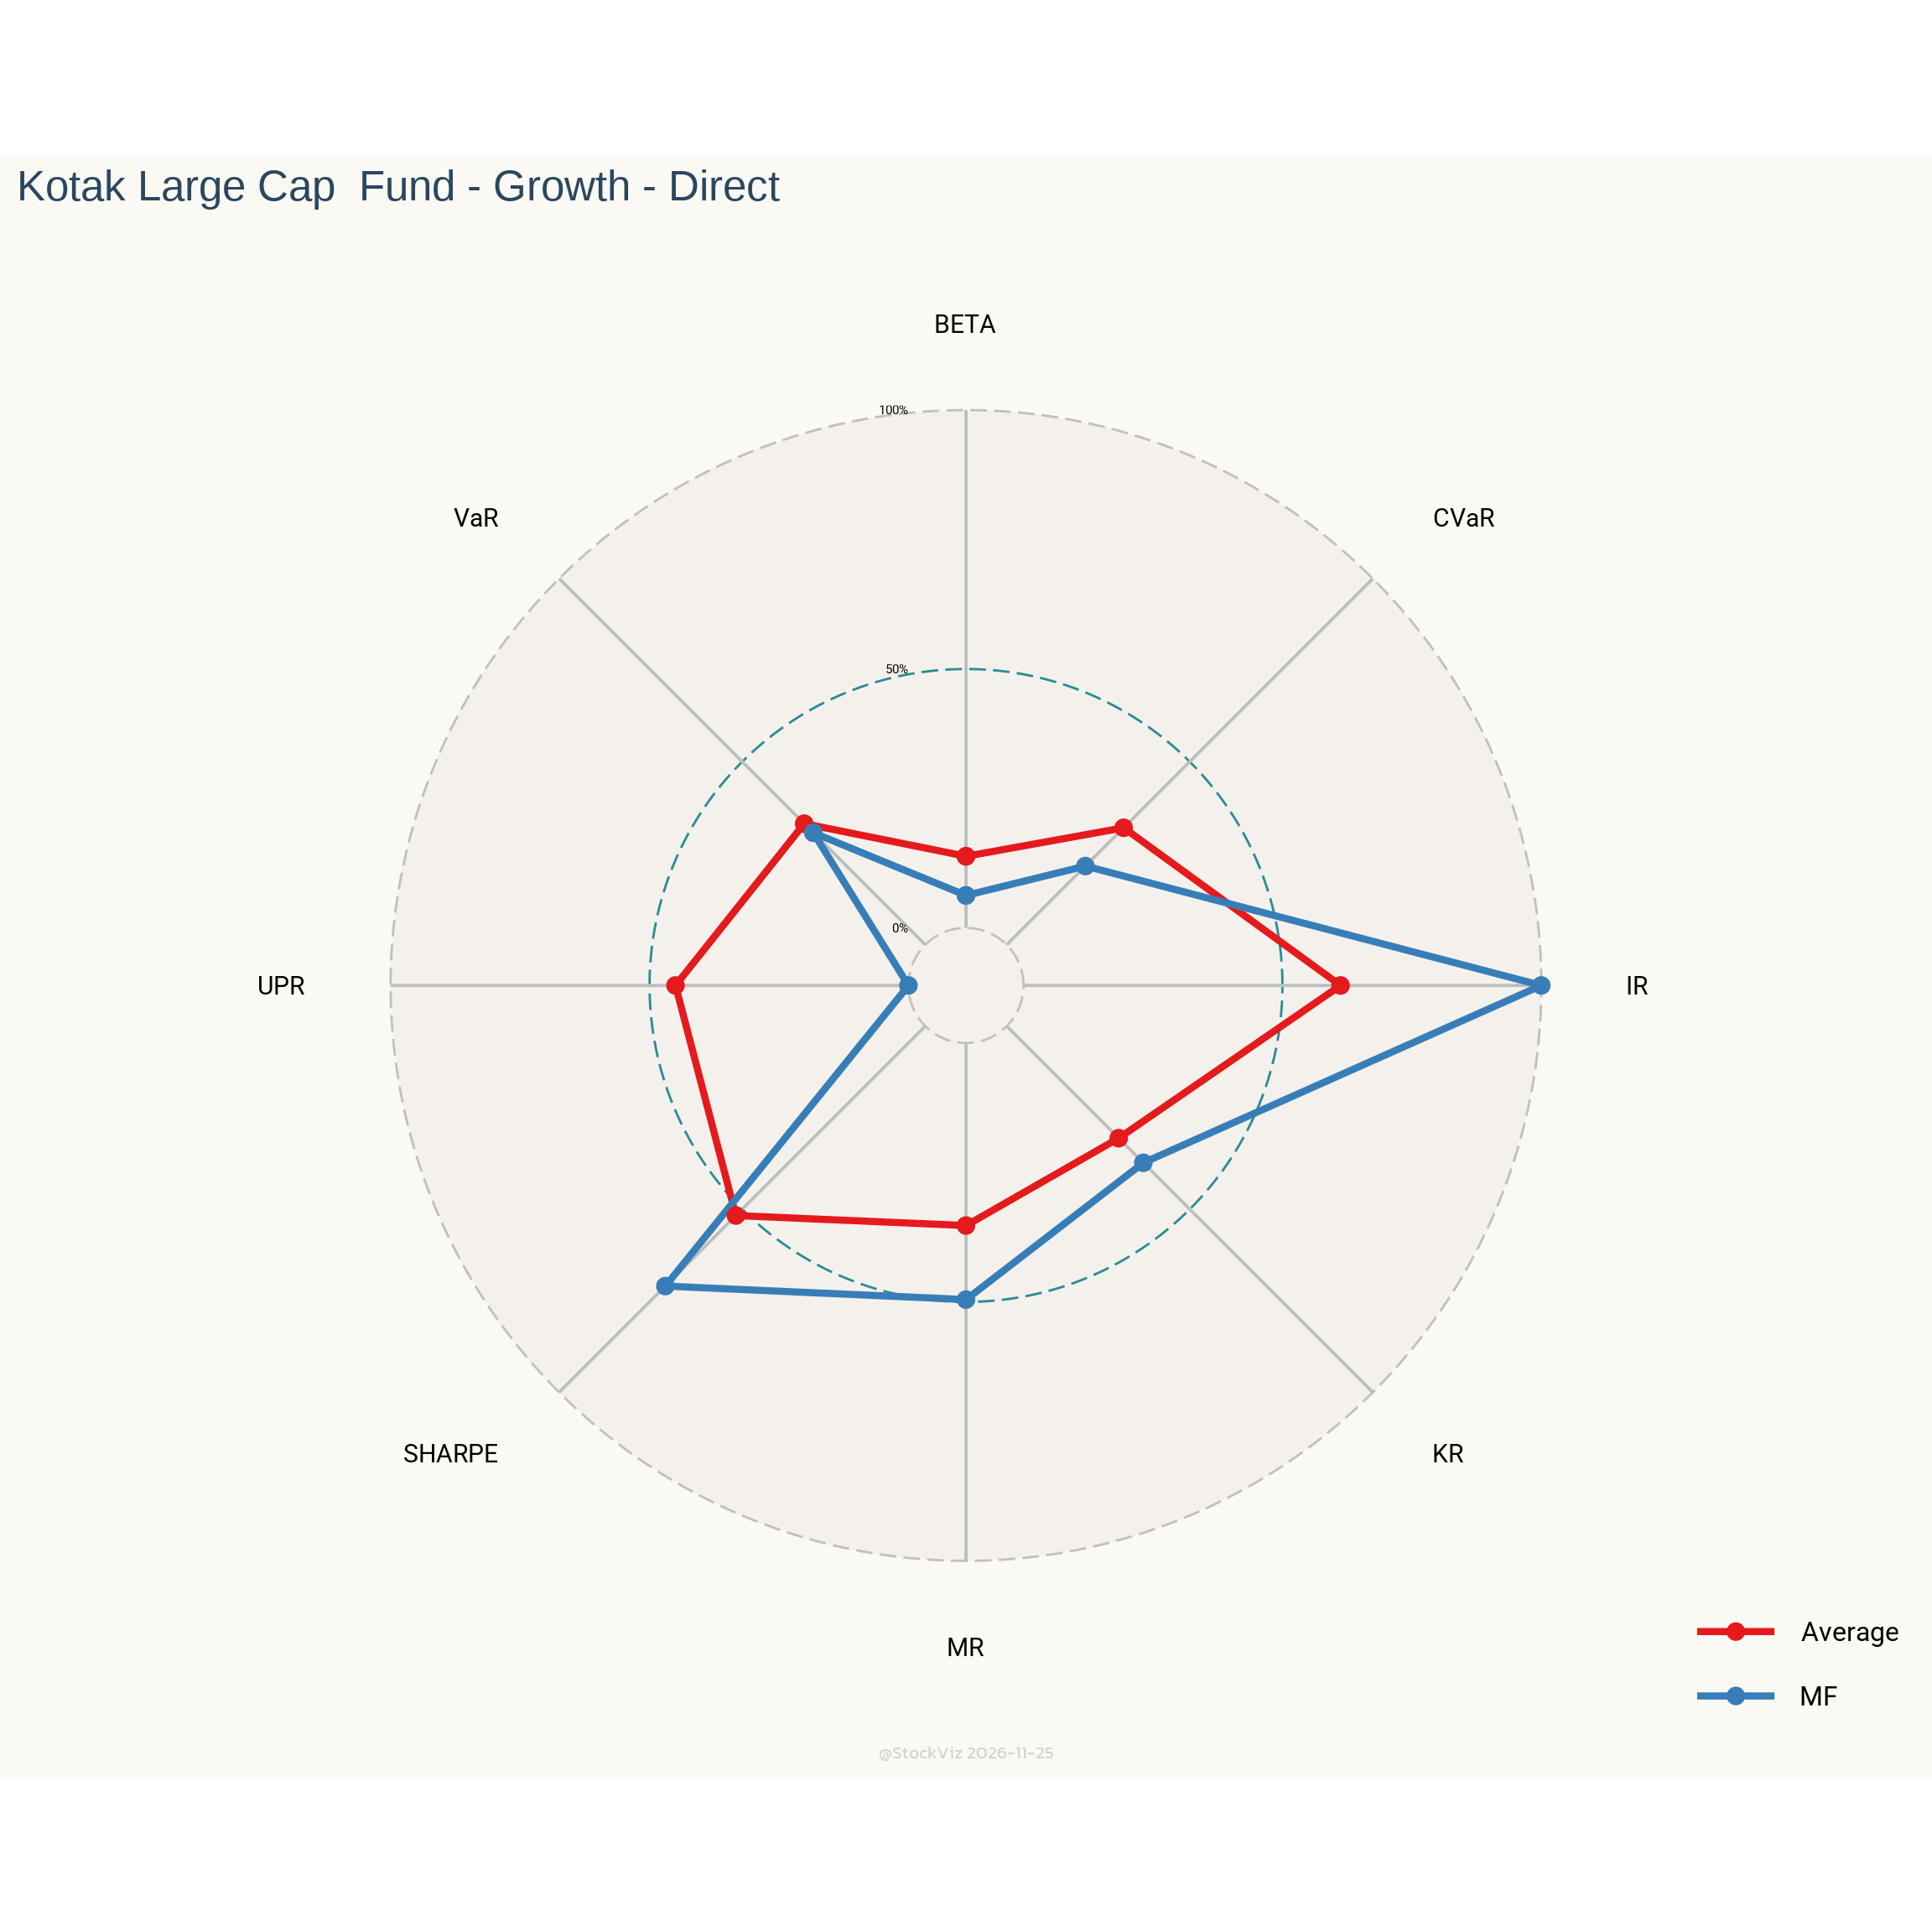 Kotak Large Cap  Fund - Growth - Direct
BETA
100%
VaR
CVaR
50%
0%
UPR
IR
SHARPE
KR
MR
Average
MF
@StockViz 2026-11-25